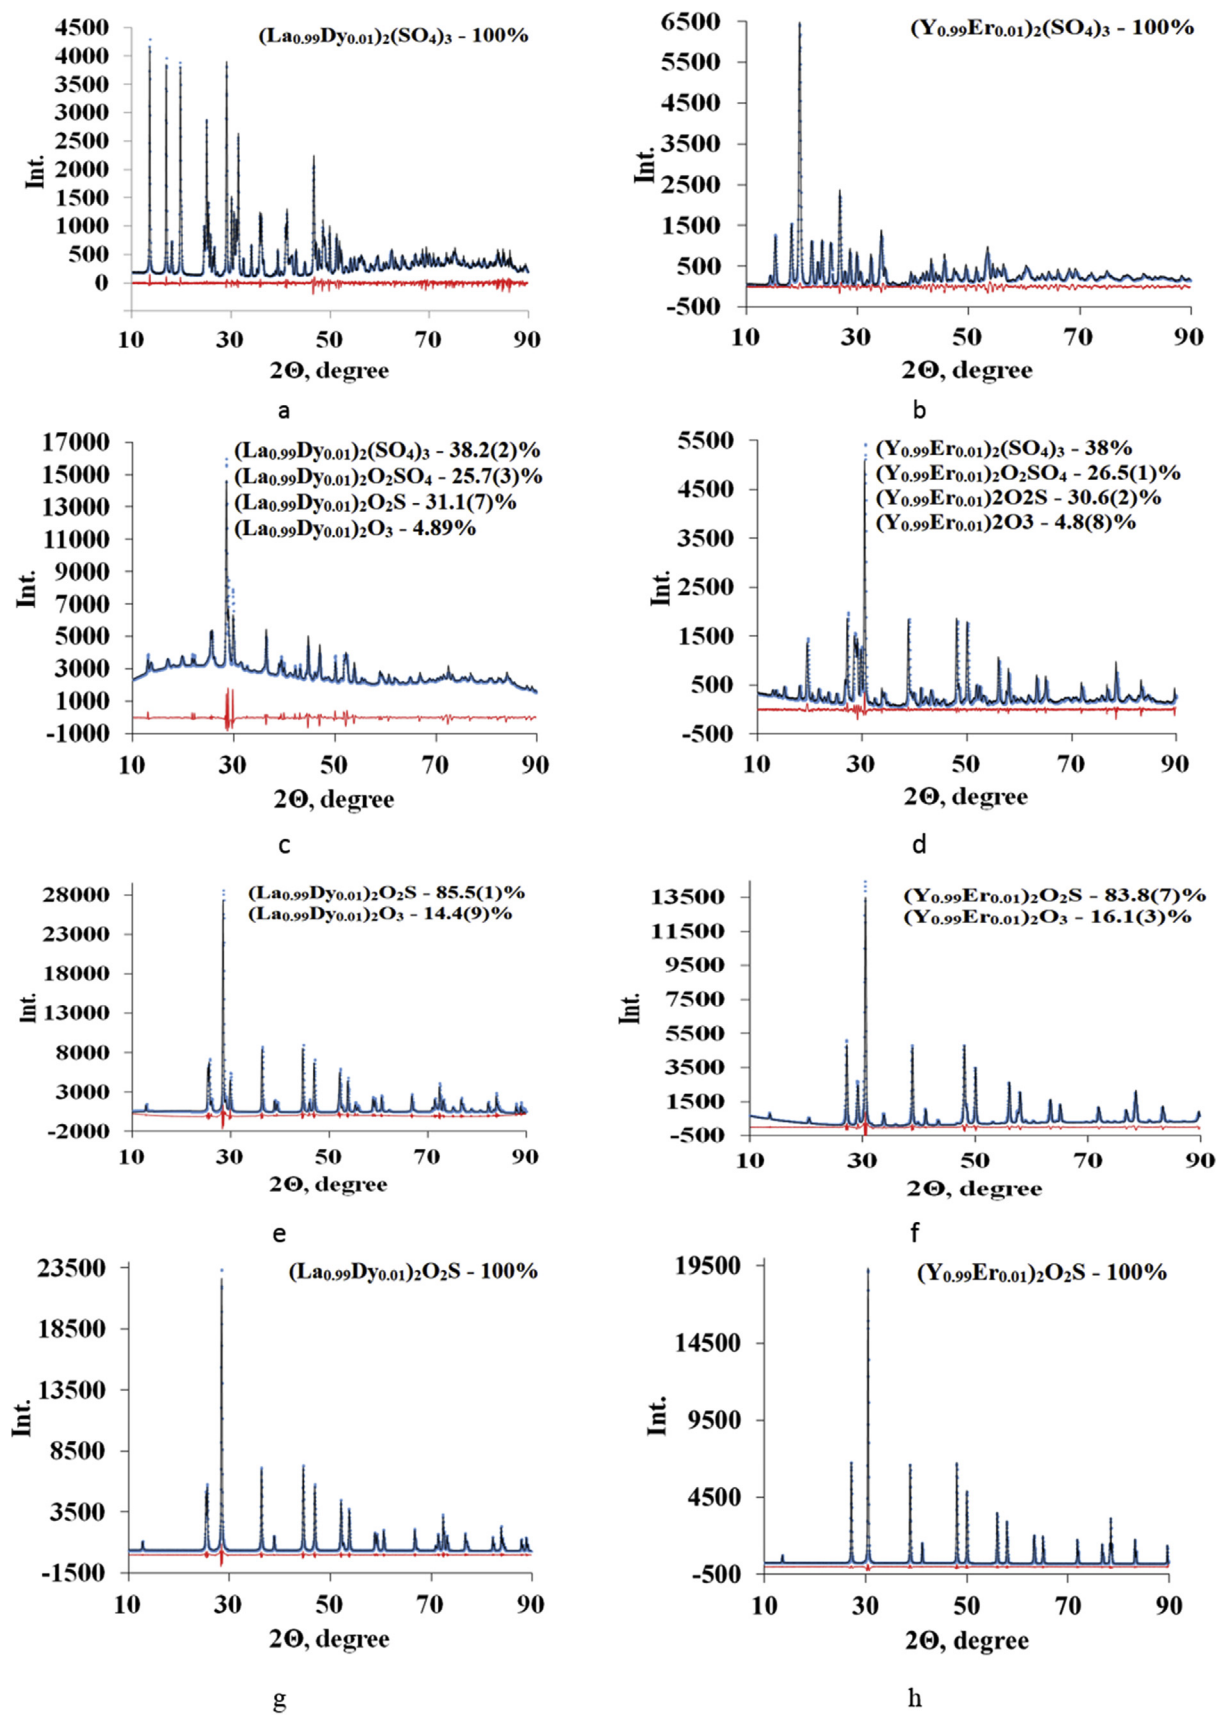 (La0.99Dy0.01)2(SO4)3 - 100%
4500
4000
3500
3000
2500
2000
1500
1000
500
0
Int.
10 30 50 70 90
2Θ, degree
a
(Y0.99Er0.01)2(SO4)3 - 100%
6500
5500
4500
3500
2500
1500
500
-500
Int.
10 30 50 70 90
2Θ, degree
b
(La0.99Dy0.01)2(SO4)3 - 38.2(2)%
(La0.99Dy0.01)2O2SO4 - 25.7(3)%
(La0.99Dy0.01)2O2S - 31.1(7)%
(La0.99Dy0.01)2O3 - 4.89%
17000
15000
13000
11000
9000
7000
5000
3000
1000
-1000
Int.
10 30 50 70 90
2Θ, degree
c
(Y0.99Er0.01)2(SO4)3 - 38%
(Y0.99Er0.01)2O2SO4 - 26.5(1)%
(Y0.99Er0.01)2O2S - 30.6(2)%
(Y0.99Er0.01)2O3 - 4.8(8)%
5500
4500
3500
2500
1500
500
-500
Int.
10 30 50 70 90
2Θ, degree
d
(La0.99Dy0.01)2O2S - 85.5(1)%
(La0.99Dy0.01)2O3 - 14.4(9)%
28000
23000
18000
13000
8000
3000
-2000
Int.
10 30 50 70 90
2Θ, degree
e
(Y0.99Er0.01)2O2S - 83.8(7)%
(Y0.99Er0.01)2O3 - 16.1(3)%
13500
11500
9500
7500
5500
3500
1500
-500
Int.
10 30 50 70 90
2Θ, degree
f
(La0.99Dy0.01)2O2S - 100%
23500
18500
13500
8500
3500
-1500
Int.
10 30 50 70 90
2Θ, degree
g
(Y0.99Er0.01)2O2S - 100%
19500
14500
9500
4500
-500
Int.
10 30 50 70 90
2Θ, degree
h